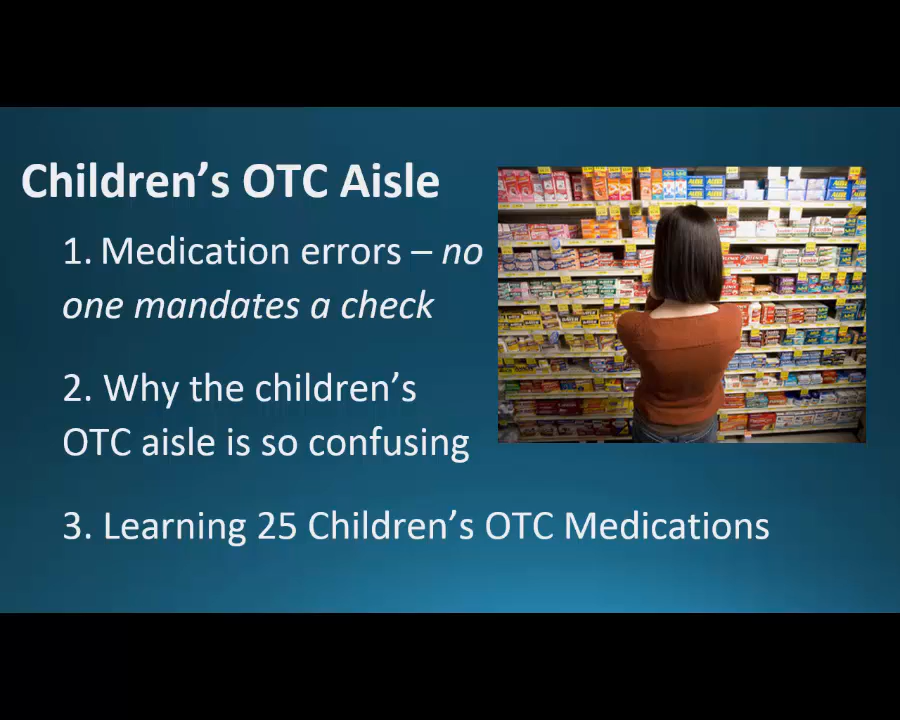 Children's OTC Aisle
1. Medication errors – no
one mandates a check
2. Why the children's
OTC aisle is so confusing
3. Learning 25 Children's OTC Medications